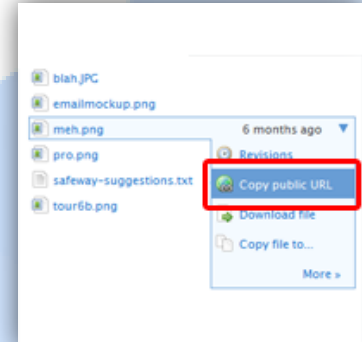 blah.JPG
emailmockup.png
meh.png 6 months ago
pro.png
Revisions
safeway-suggestions.txt
Copy public URL
tour6b.png
Download file
Copy file to...
More »